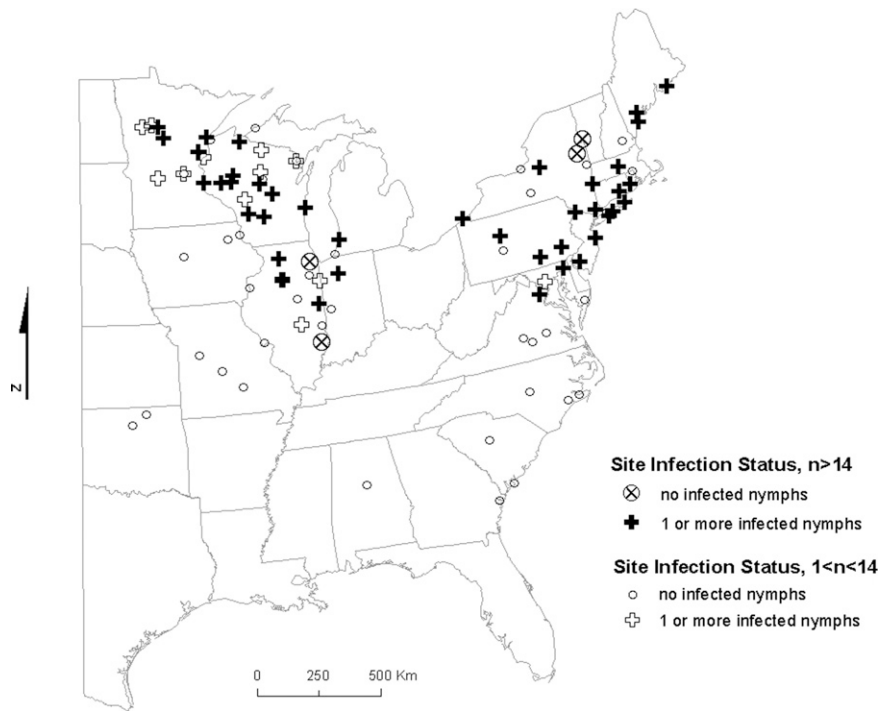 Z
Site Infection Status, n>14
no infected nymphs
1 or more infected nymphs
Site Infection Status, 1<n<14
no infected nymphs
1 or more infected nymphs
0 250 500 Km